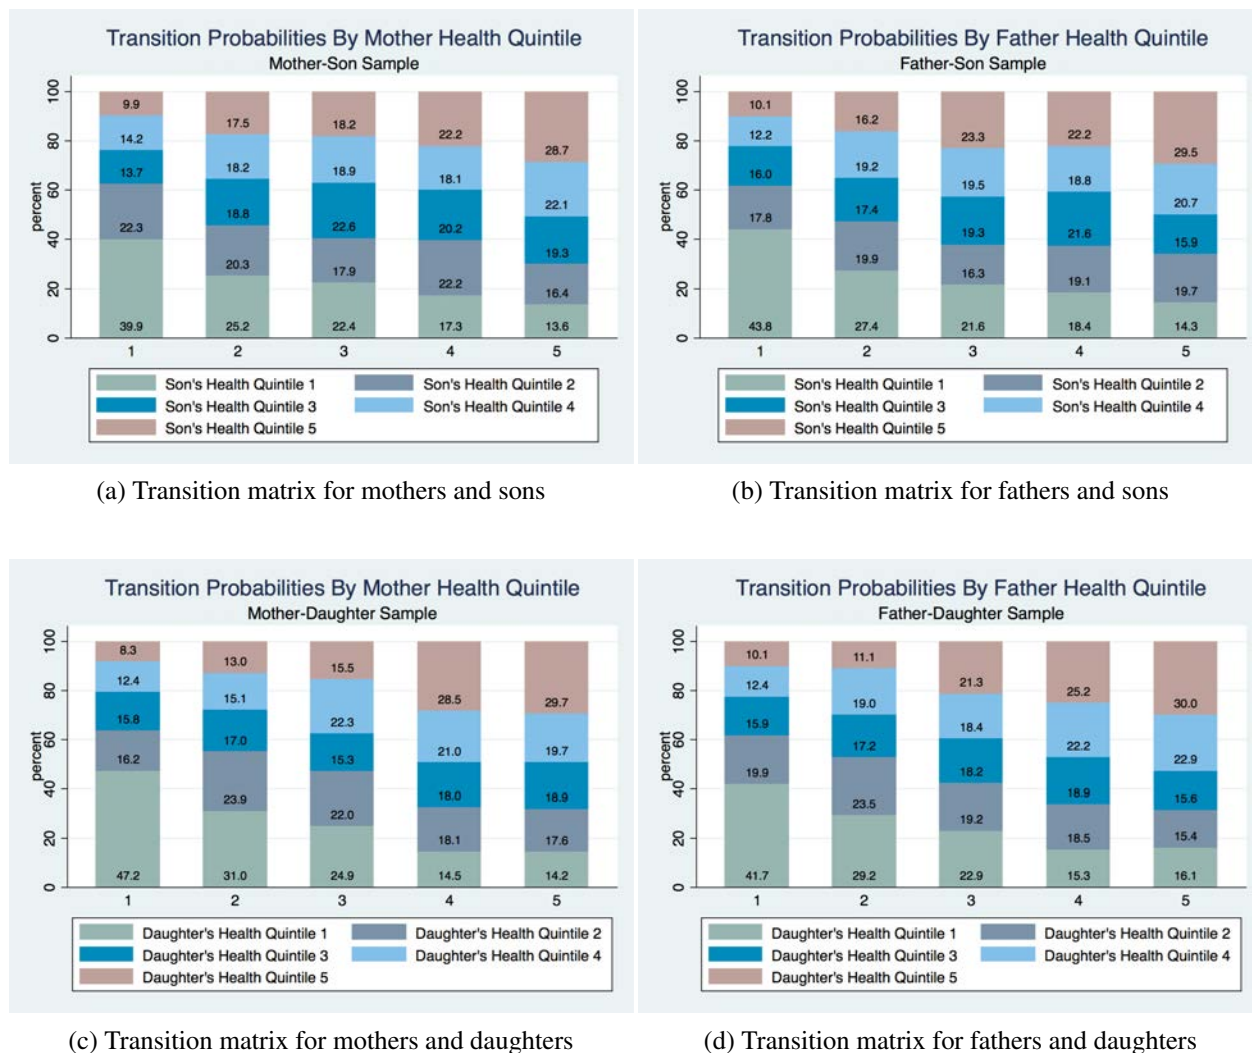 Transition Probabilities By Mother Health Quintile
Mother-Son Sample
percent
0 20 40 60 80 100
9.9 17.5 18.2 22.2 28.7
14.2 18.2 18.9 18.1 22.1
13.7 18.8 22.6 20.2 19.3
22.3 20.3 17.9 22.2 16.4
39.9 25.2 22.4 17.3 13.6
1 2 3 4 5
Son's Health Quintile 1 Son's Health Quintile 2
Son's Health Quintile 3 Son's Health Quintile 4
Son's Health Quintile 5
(a) Transition matrix for mothers and sons
Transition Probabilities By Father Health Quintile
Father-Son Sample
percent
0 20 40 60 80 100
10.1 16.2 23.3 22.2 29.5
12.2 19.2 19.5 18.8 20.7
16.0 17.4 19.3 21.6 15.9
17.8 19.9 16.3 19.1 19.7
43.8 27.4 21.6 18.4 14.3
1 2 3 4 5
Son's Health Quintile 1 Son's Health Quintile 2
Son's Health Quintile 3 Son's Health Quintile 4
Son's Health Quintile 5
(b) Transition matrix for fathers and sons
Transition Probabilities By Mother Health Quintile
Mother-Daughter Sample
percent
0 20 40 60 80 100
8.3 13.0 15.5 28.5 29.7
12.4 15.1 22.3 21.0 19.7
15.8 17.0 15.3 18.0 18.9
16.2 23.9 22.0 18.1 17.6
47.2 31.0 24.9 14.5 14.2
1 2 3 4 5
Daughter's Health Quintile 1 Daughter's Health Quintile 2
Daughter's Health Quintile 3 Daughter's Health Quintile 4
Daughter's Health Quintile 5
(c) Transition matrix for mothers and daughters
Transition Probabilities By Father Health Quintile
Father-Daughter Sample
percent
0 20 40 60 80 100
10.1 11.1 21.3 25.2 30.0
12.4 19.0 18.4 22.2 22.9
15.9 17.2 18.2 18.9 15.6
19.9 23.5 19.2 18.5 15.4
41.7 29.2 22.9 15.3 16.1
1 2 3 4 5
Daughter's Health Quintile 1 Daughter's Health Quintile 2
Daughter's Health Quintile 3 Daughter's Health Quintile 4
Daughter's Health Quintile 5
(d) Transition matrix for fathers and daughters